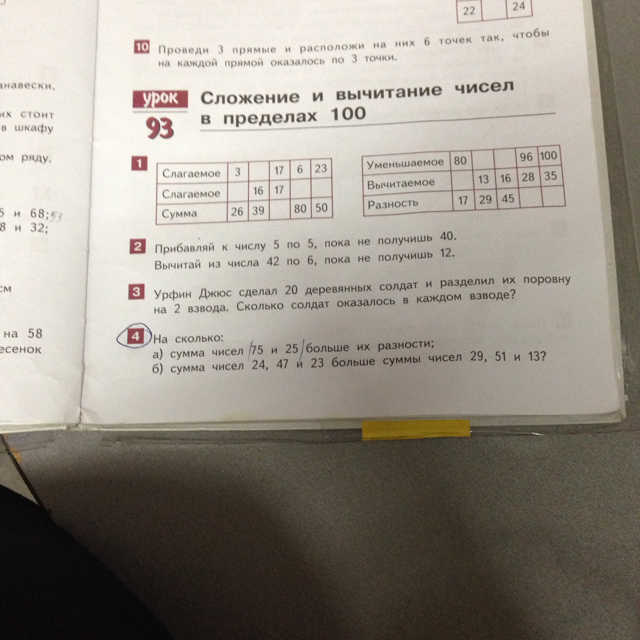 22 24
10 Проведи 3 прямые и расположи на них 6 точек так, чтобы
на каждой прямой оказалось по 3 точки.
анавески.
их стоит
в шкафу
ом ряду.
5 и 68; 53
8 и 32;
см
на 58
есенок
урок
93
Сложение и вычитание чисел
в пределах 100
1
Слагаемое 3 17 6 23
Слагаемое 16 17
Сумма 26 39 80 50
Уменьшаемое 80 96 100
Вычитаемое 13 16 28 35
Разность 17 29 45
2 Прибавляй к числу 5 по 5, пока не получишь 40.
Вычитай из числа 42 по 6, пока не получишь 12.
3 Урфин Джюс сделал 20 деревянных солдат и разделил их поровну
на 2 взвода. Сколько солдат оказалось в каждом взводе?
4 На сколько:
а) сумма чисел 75 и 25 больше их разности;
б) сумма чисел 24, 47 и 23 больше суммы чисел 29, 51 и 13?